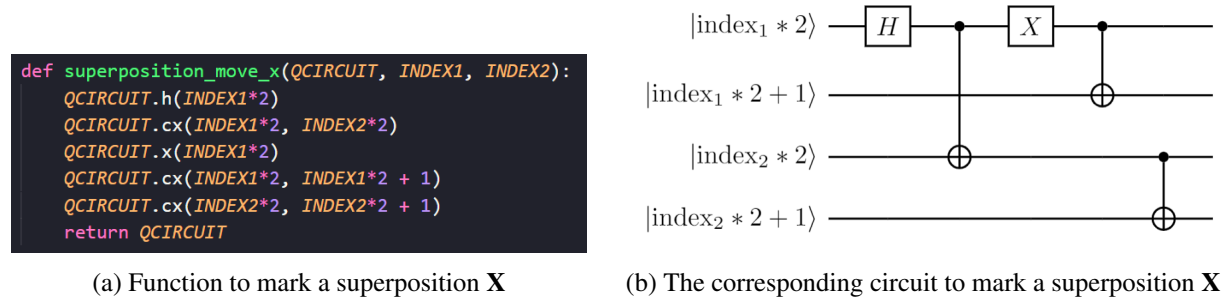 def superposition_move_x(QCIRCUIT, INDEX1, INDEX2):
QCIRCUIT.h(INDEX1*2)
QCIRCUIT.cx(INDEX1*2, INDEX2*2)
QCIRCUIT.x(INDEX1*2)
QCIRCUIT.cx(INDEX1*2, INDEX1*2 + 1)
QCIRCUIT.cx(INDEX2*2, INDEX2*2 + 1)
return QCIRCUIT
(a) Function to mark a superposition X
|index₁ * 2⟩ H X
|index₁ * 2 + 1⟩
|index₂ * 2⟩
|index₂ * 2 + 1⟩
(b) The corresponding circuit to mark a superposition X